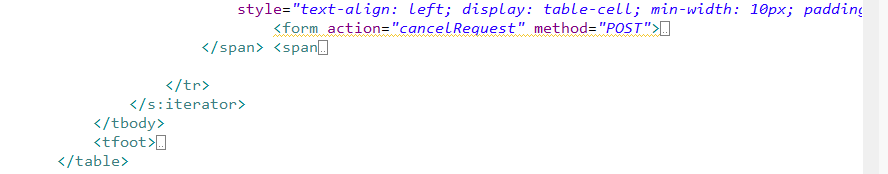 style="text-align: left; display: table-cell; min-width: 10px; padding
<form action="cancelRequest" method="POST">
</span> <span
</tr>
</s:iterator>
</tbody>
<tfoot>
</table>